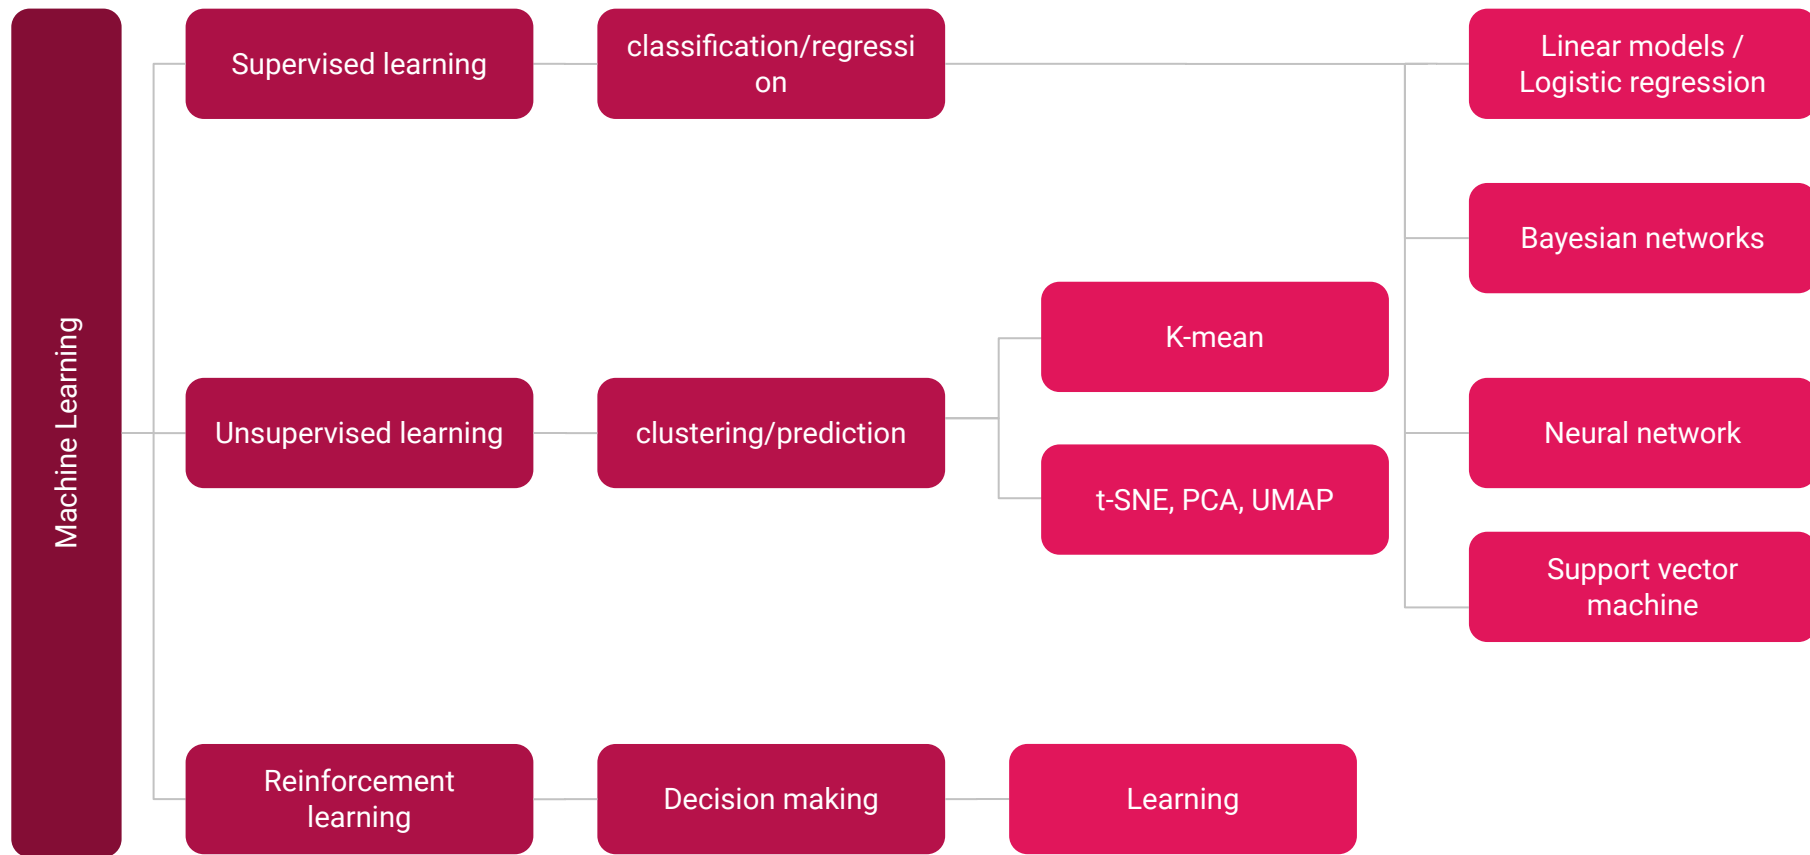 Machine Learning
Supervised learning
classification/regressi
on
Linear models /
Logistic regression
Bayesian networks
K-mean
Unsupervised learning
clustering/prediction
Neural network
t-SNE, PCA, UMAP
Support vector
machine
Reinforcement
learning
Decision making
Learning